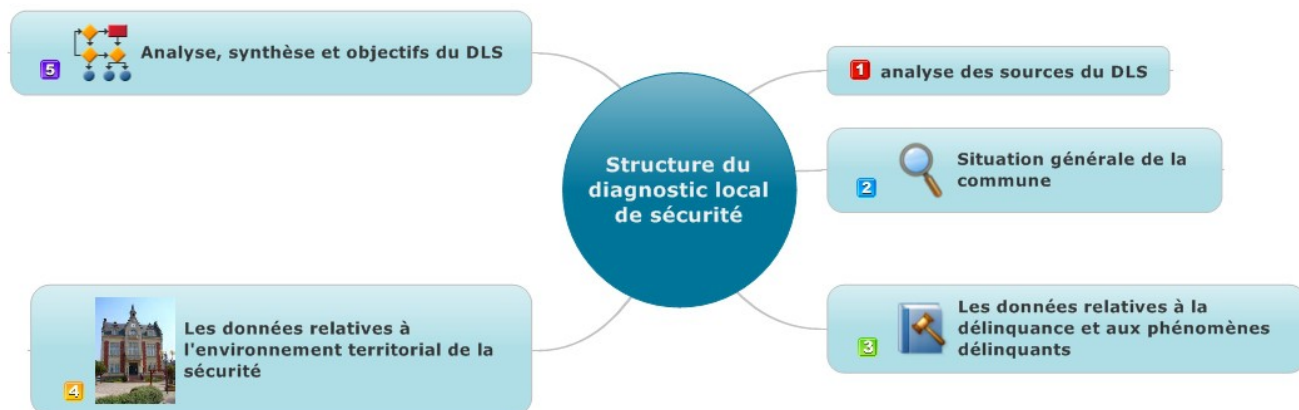 Structure du
diagnostic local
de sécurité
1 analyse des sources du DLS
2 Situation générale de la
commune
3 Les données relatives à la
délinquance et aux phénomènes
délinquants
4 Les données relatives à
l'environnement territorial de la
sécurité
5 Analyse, synthèse et objectifs du DLS